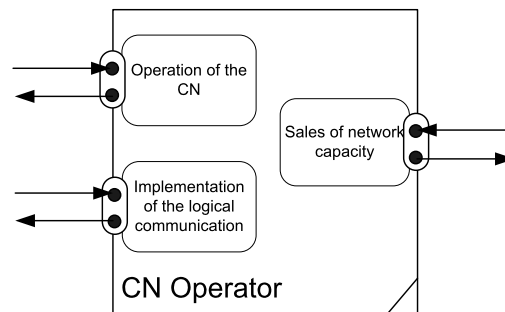 Operation of the
CN
Sales of network
capacity
Implementation
of the logical
communication
CN Operator